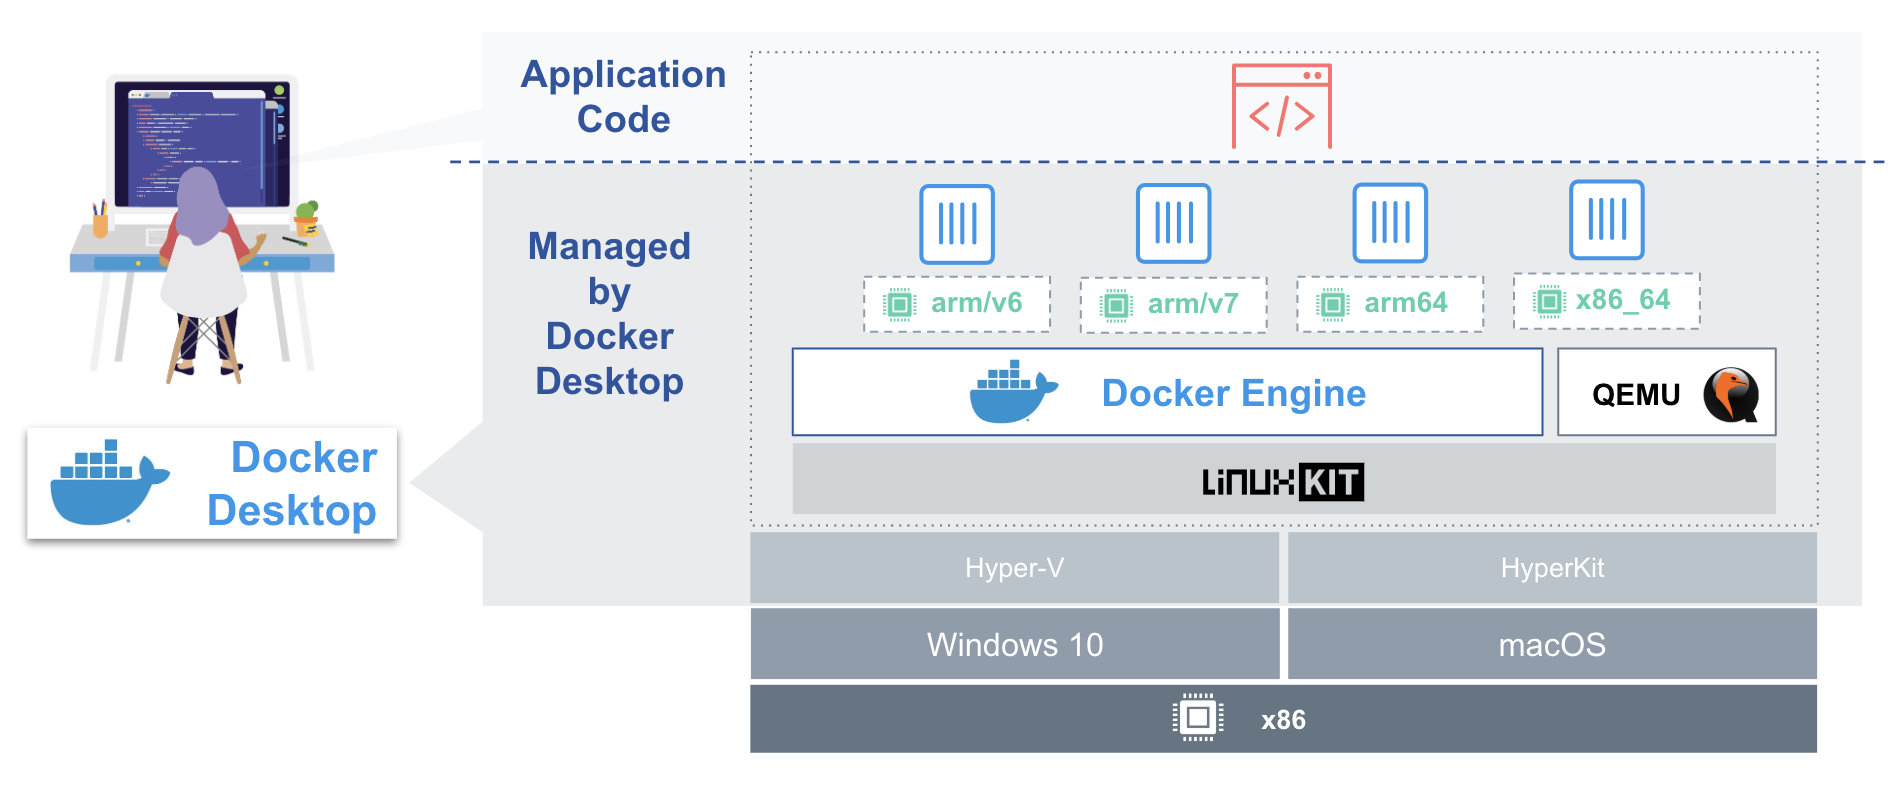 Application
Code
Managed
by
Docker
Desktop
arm/v6
arm/v7
arm64
x86_64
Docker Engine
QEMU
LinuxKIT
Docker
Desktop
Hyper-V
HyperKit
Windows 10
macOS
x86